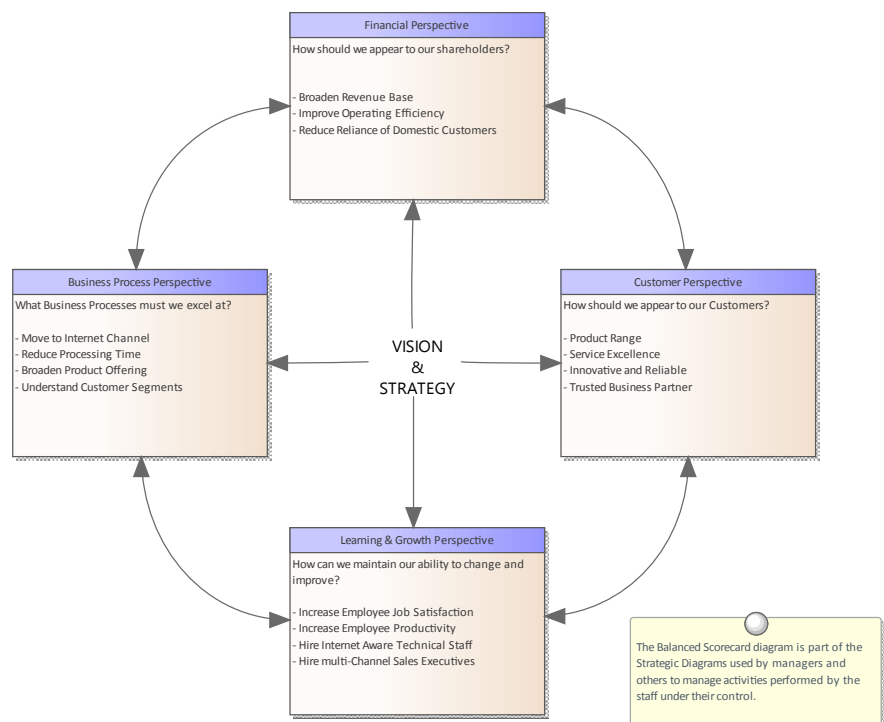 Financial Perspective
How should we appear to our shareholders?
- Broaden Revenue Base
- Improve Operating Efficiency
- Reduce Reliance of Domestic Customers
Business Process Perspective
What Business Processes must we excel at?
- Move to Internet Channel
- Reduce Processing Time
- Broaden Product Offering
- Understand Customer Segments
VISION
&
STRATEGY
Customer Perspective
How should we appear to our Customers?
- Product Range
- Service Excellence
- Innovative and Reliable
- Trusted Business Partner
Learning & Growth Perspective
How can we maintain our ability to change and
improve?
- Increase Employee Job Satisfaction
- Increase Employee Productivity
- Hire Internet Aware Technical Staff
- Hire multi-Channel Sales Executives
The Balanced Scorecard diagram is part of the
Strategic Diagrams used by managers and
others to manage activities performed by the
staff under their control.